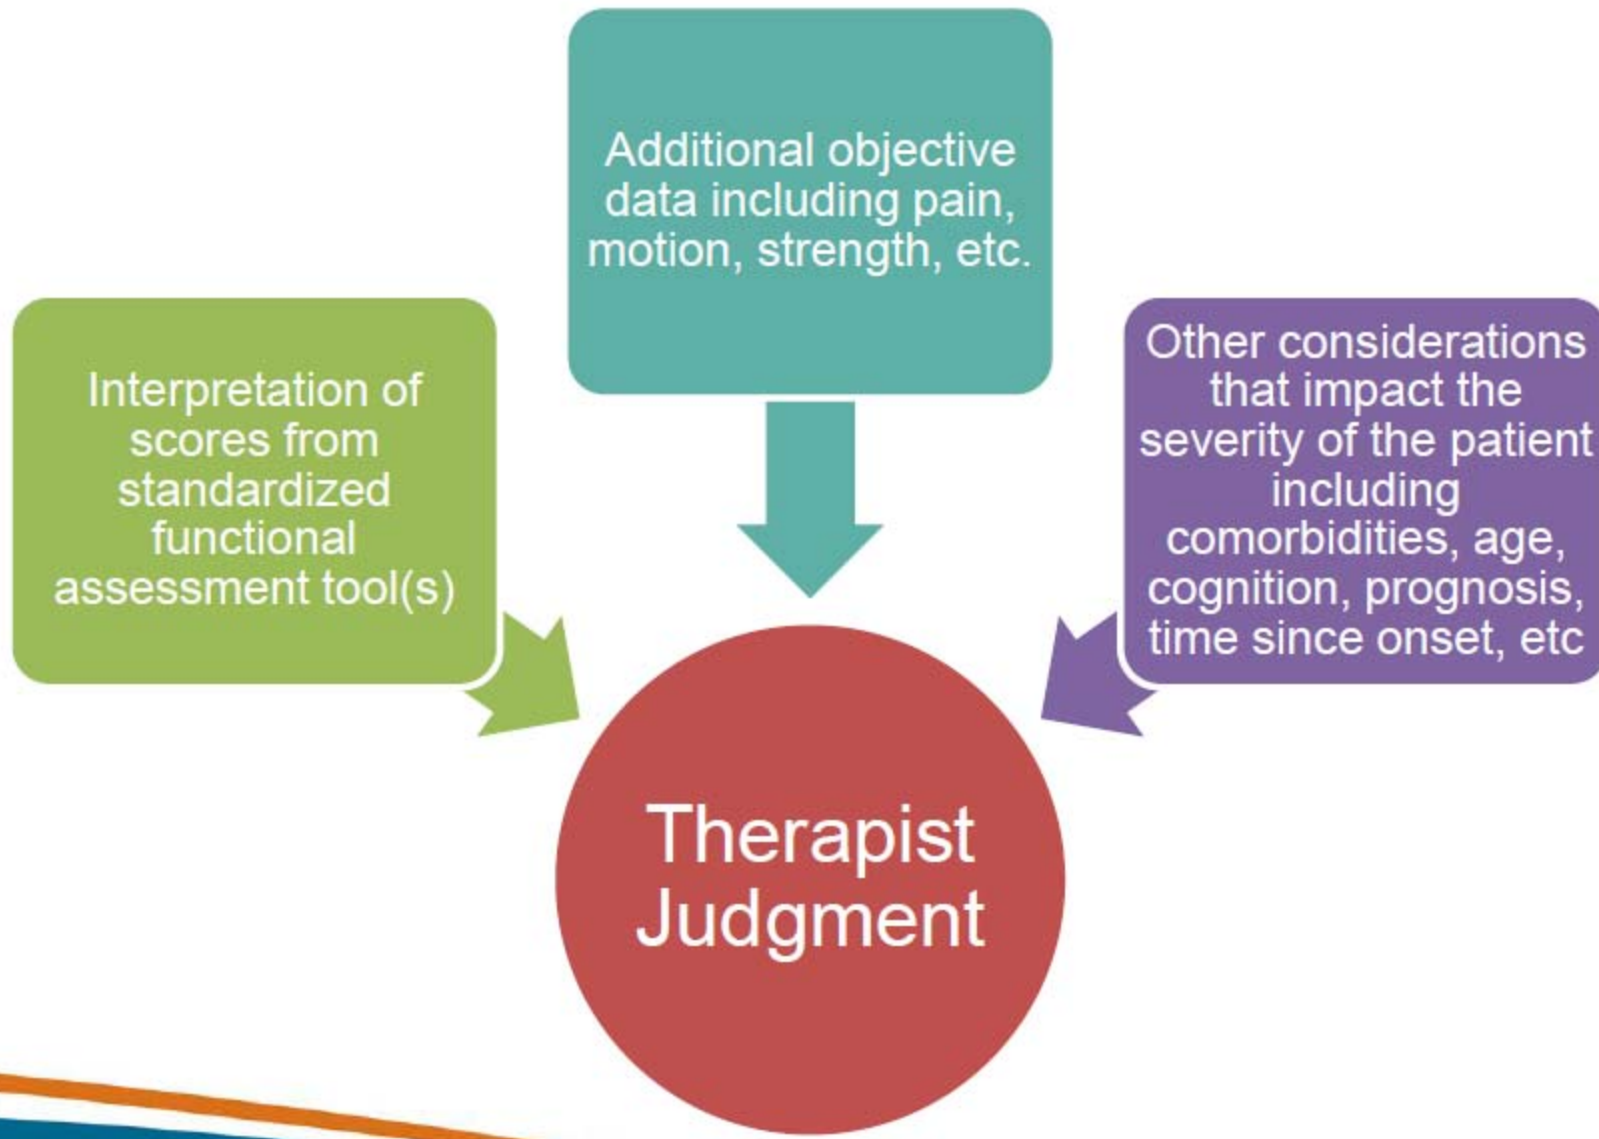 Additional objective
data including pain,
motion, strength, etc.
Interpretation of
scores from
standardized
functional
assessment tool(s)
Other considerations
that impact the
severity of the patient
including
comorbidities, age,
cognition, prognosis,
time since onset, etc
Therapist
Judgment